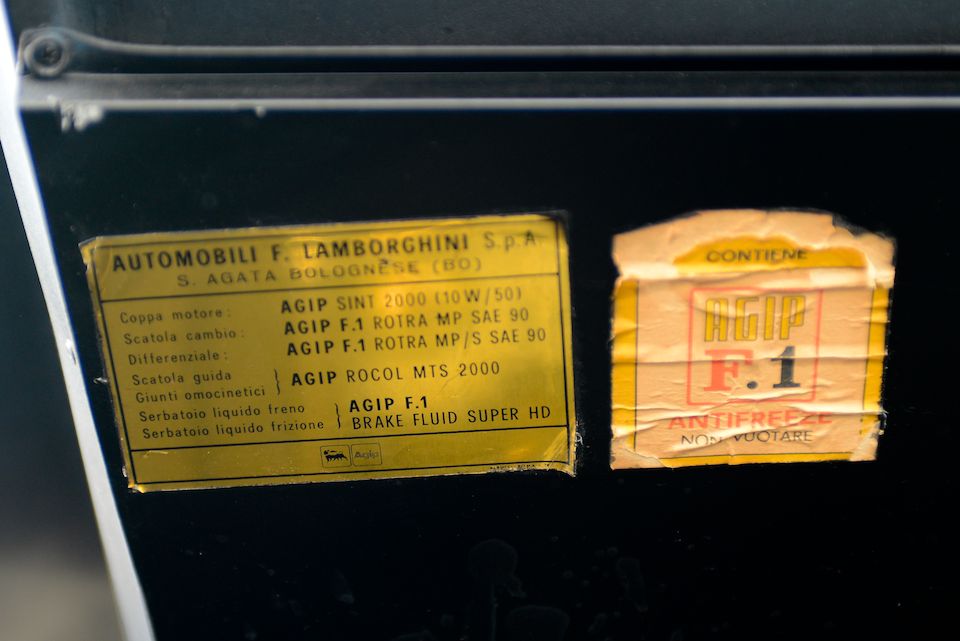 AUTOMOBILI F. LAMBORGHINI S.p.A.
S. AGATA BOLOGNESE (BO)
Coppa motore: AGIP SINT 2000 (10W/50)
Scatola cambio: AGIP F.1 ROTRA MP SAE 90
Differenziale: AGIP F.1 ROTRA MP/S SAE 90
Scatola guida
Giunti omocinetici } AGIP ROCOL MTS 2000
Serbatoio liquido freno } AGIP F.1
Serbatoio liquido frizione BRAKE FLUID SUPER HD
Agip
CONTIENE
AGIP
F.1
ANTIFREEZE
NON VUOTARE